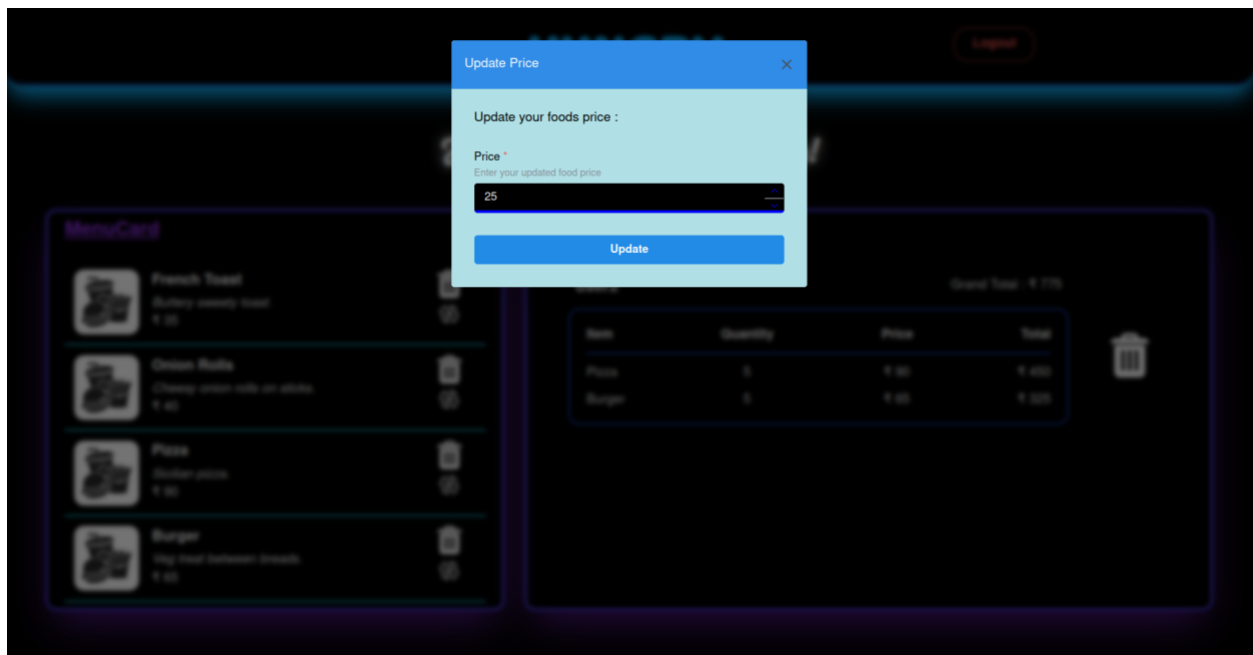 Logout
Update Price
Update your foods price :
Price *
Enter your updated food price
25
Update
MenuCard
French Toast
Buttery sweety toast
₹ 35
Onion Rolls
Cheesy onion rolls on sticks.
₹ 40
Pizza
Sicilian pizza.
₹ 90
Burger
Veg treat between breads.
₹ 65
Grand Total : ₹ 775
Item Quantity Price Total
Pizza 5 ₹ 90 ₹ 450
Burger 5 ₹ 65 ₹ 325